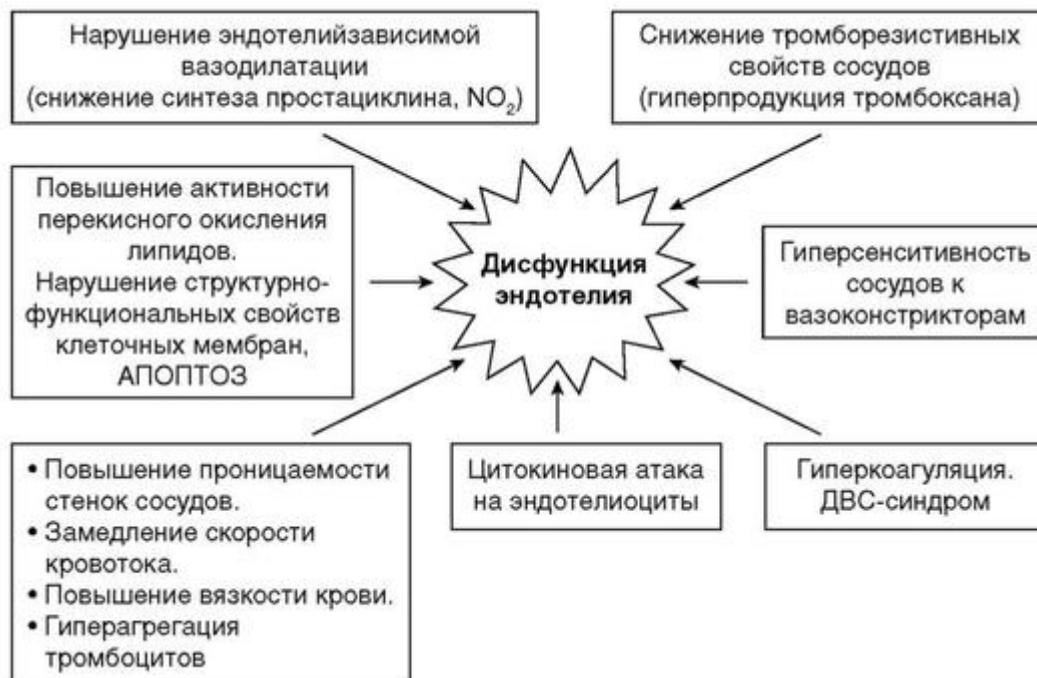 Нарушение эндотелийзависимой
вазодилатации
(снижение синтеза простациклина, NO₂)
Снижение тромборезистивных
свойств сосудов
(гиперпродукция тромбоксана)
Повышение активности
перекисного окисления
липидов.
Нарушение структурно-
функциональных свойств
клеточных мембран,
АПОПТОЗ
Дисфункция
эндотелия
Гиперсенситивность
сосудов к
вазоконстрикторам
• Повышение проницаемости
стенок сосудов.
• Замедление скорости
кровотока.
• Повышение вязкости крови.
• Гиперагрегация
тромбоцитов
Цитокиновая атака
на эндотелиоциты
Гиперкоагуляция.
ДВС-синдром